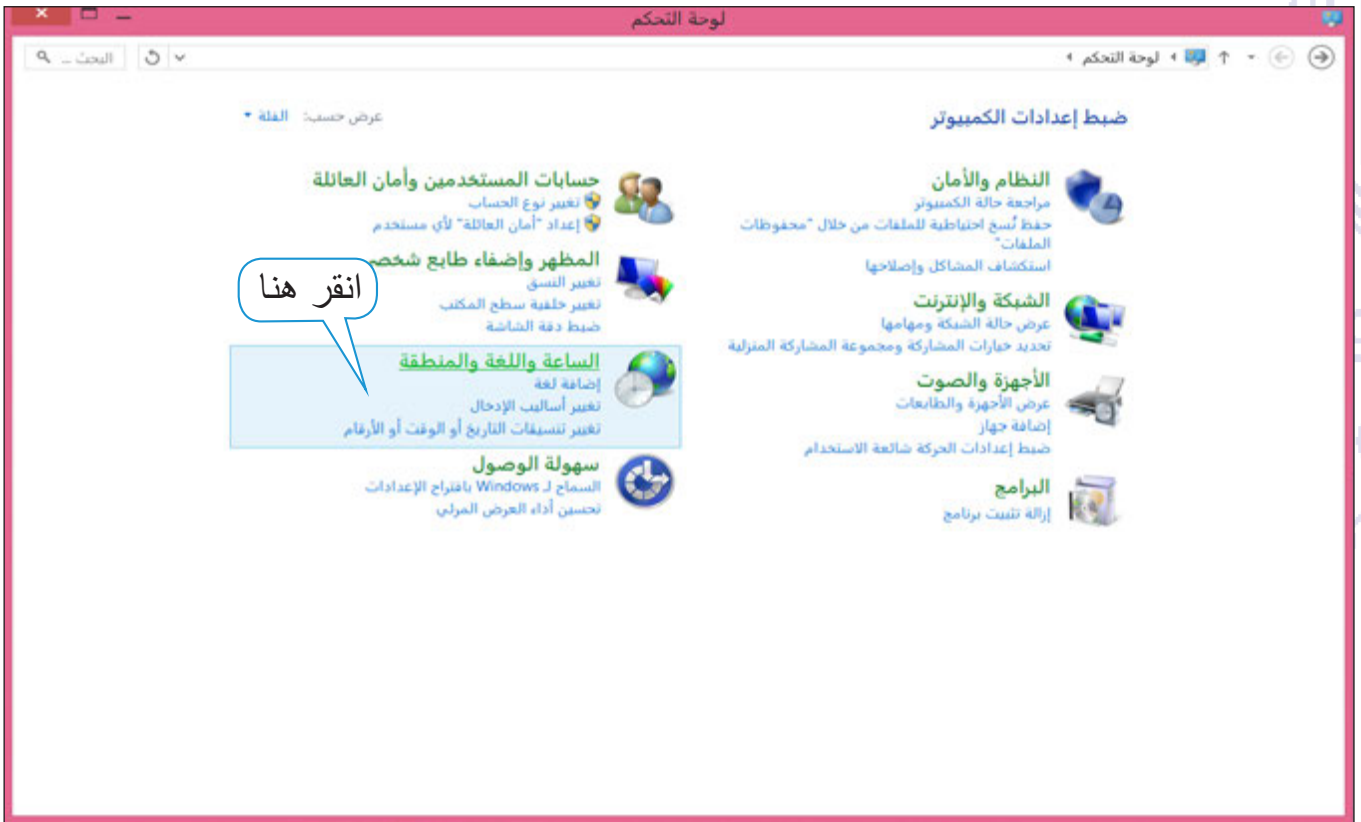 لوحة التحكم
لوحة التحكم
البحث ...
ضبط إعدادات الكمبيوتر
عرض حسب: الفئة
النظام والأمان
مراجعة حالة الكمبيوتر
حفظ نُسخ احتياطية للملفات من خلال "محفوظات
الملفات"
استكشاف المشاكل وإصلاحها
الشبكة والإنترنت
عرض حالة الشبكة ومهامها
تحديد خيارات المشاركة ومجموعة المشاركة المنزلية
الأجهزة والصوت
عرض الأجهزة والطابعات
إضافة جهاز
ضبط إعدادات الحركة شائعة الاستخدام
البرامج
إزالة تثبيت برنامج
حسابات المستخدمين وأمان العائلة
تغيير نوع الحساب
إعداد "أمان العائلة" لأي مستخدم
المظهر وإضفاء طابع شخصي
تغيير النسق
تغيير خلفية سطح المكتب
ضبط دقة الشاشة
انقر هنا
الساعة واللغة والمنطقة
إضافة لغة
تغيير أساليب الإدخال
تغيير تنسيقات التاريخ أو الوقت أو الأرقام
سهولة الوصول
السماح لـ Windows باقتراح الإعدادات
تحسين أداء العرض المرئي